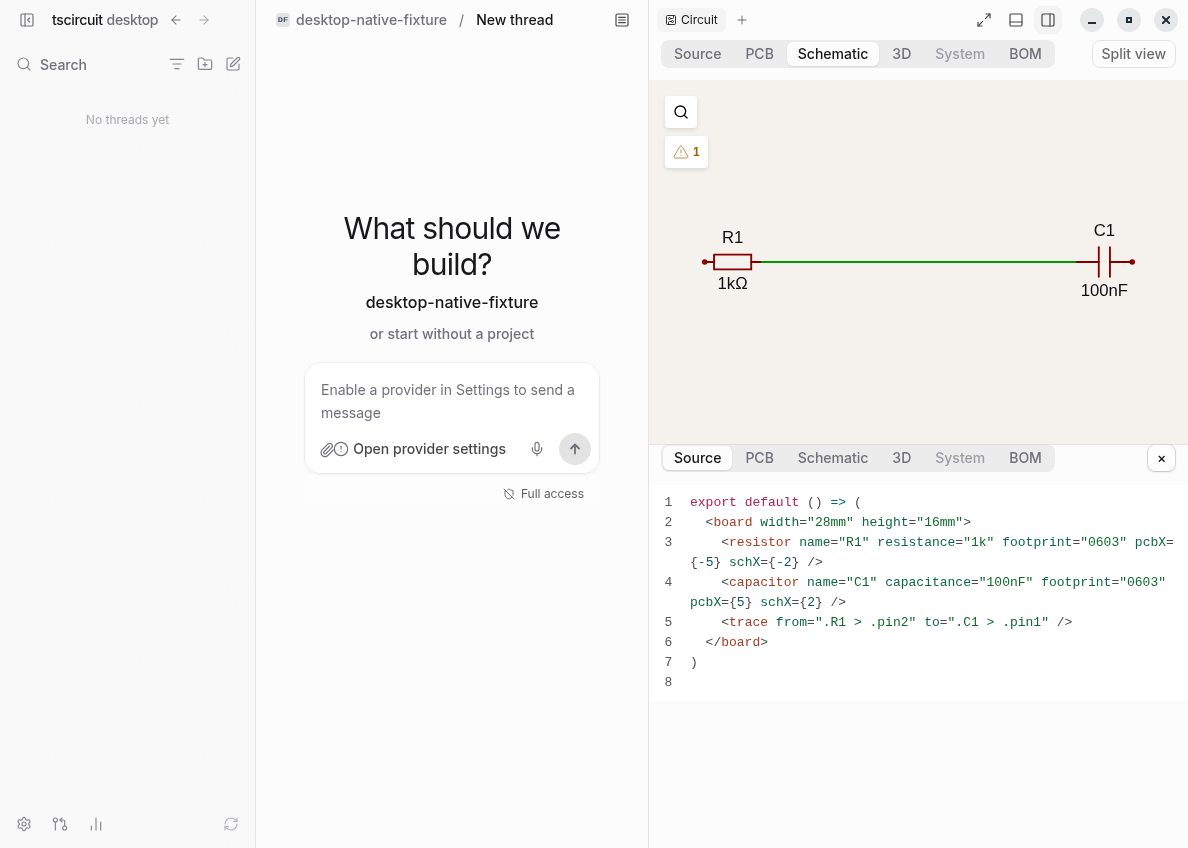 tscircuit desktop
Search
No threads yet
DF desktop-native-fixture / New thread
What should we
build?
desktop-native-fixture
or start without a project
Enable a provider in Settings to send a
message
Open provider settings
Full access
Circuit
Source PCB Schematic 3D System BOM Split view
1
R1
1kΩ
C1
100nF
Source PCB Schematic 3D System BOM
1 export default () => (
2   <board width="28mm" height="16mm">
3     <resistor name="R1" resistance="1k" footprint="0603" pcbX=
{-5} schX={-2} />
4     <capacitor name="C1" capacitance="100nF" footprint="0603"
pcbX={5} schX={2} />
5     <trace from=".R1 > .pin2" to=".C1 > .pin1" />
6   </board>
7 )
8